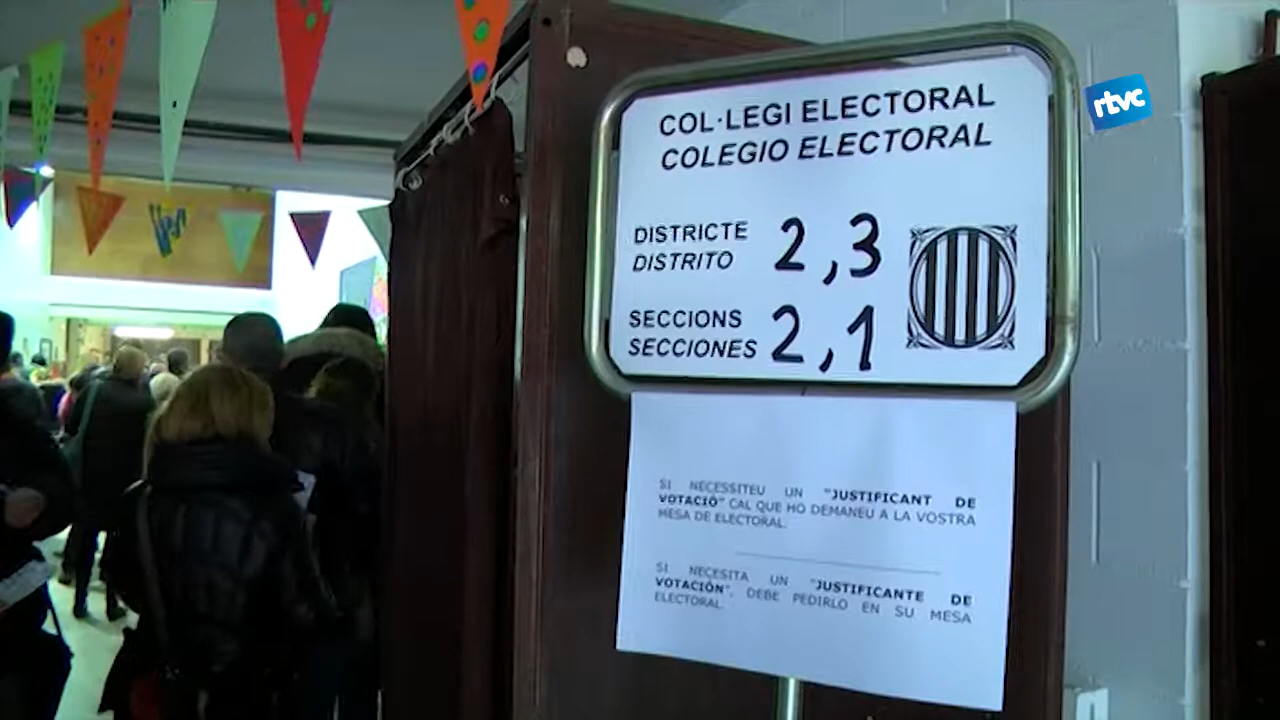 rtvc
COL·LEGI ELECTORAL
COLEGIO ELECTORAL
DISTRICTE
DISTRITO
2,3
SECCIONS
SECCIONES
2,1
SI NECESSITEU UN "JUSTIFICANT DE
VOTACIÓ" CAL QUE HO DEMANEU A LA VOSTRA
MESA DE ELECTORAL.
SI NECESITA UN "JUSTIFICANTE DE
VOTACIÓN", DEBE PEDIRLO EN SU MESA
ELECTORAL.